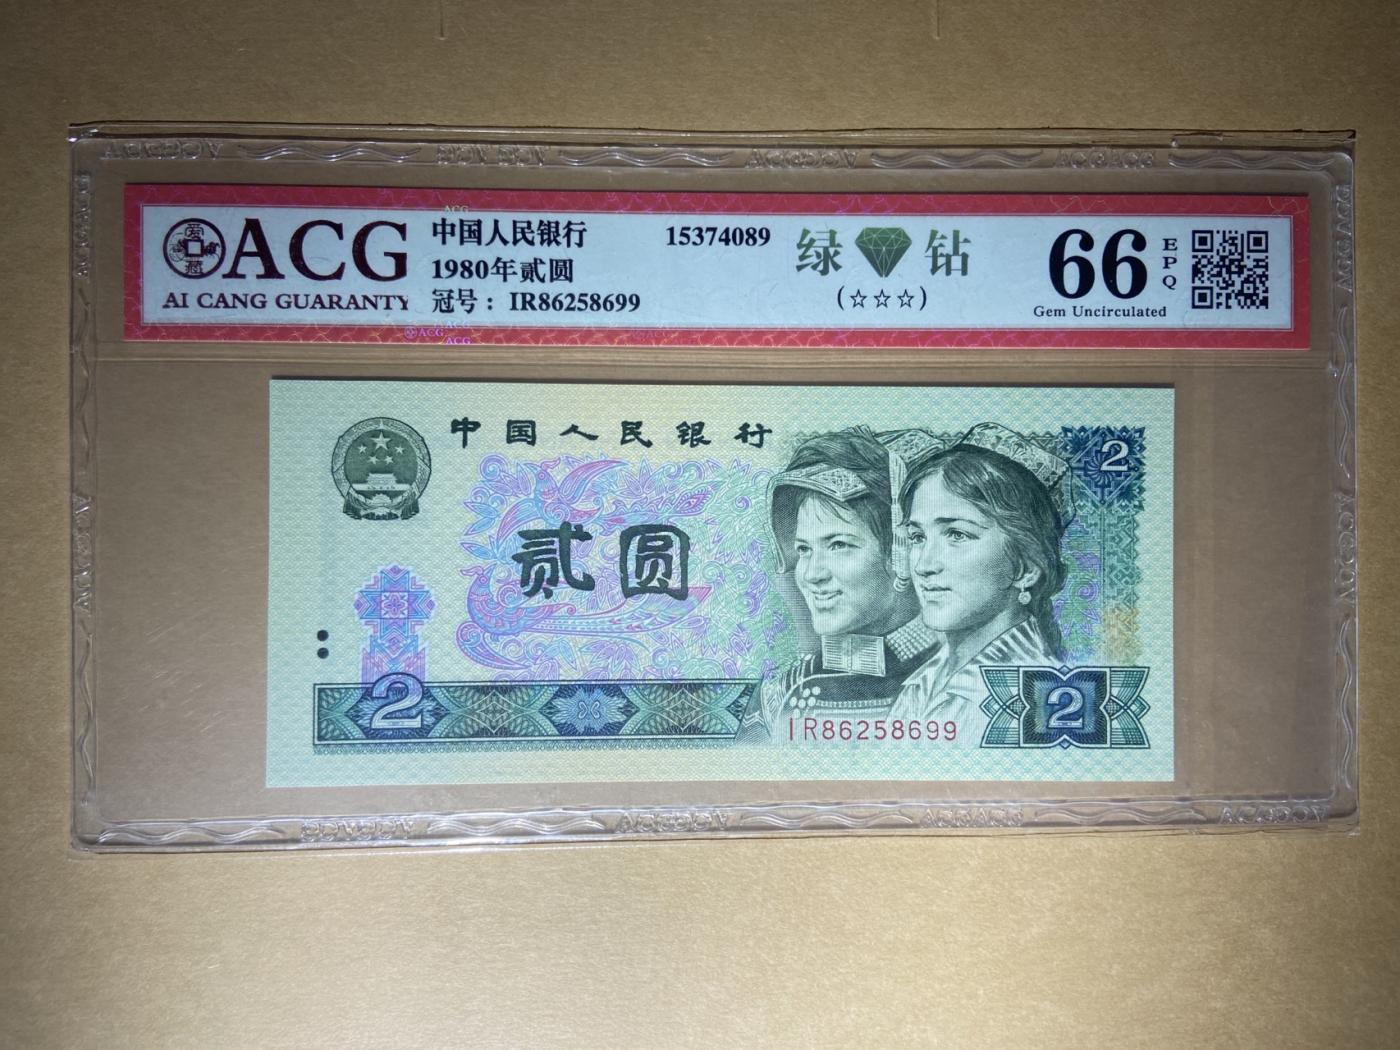 ACG
AI CANG GUARANTY
中国人民银行
1980年贰圆
冠号： IR86258699
15374089
绿 钻
(☆☆☆)
66
EPQ
Gem Uncirculated
中国人民银行
2
贰圆
2
IR86258699
2